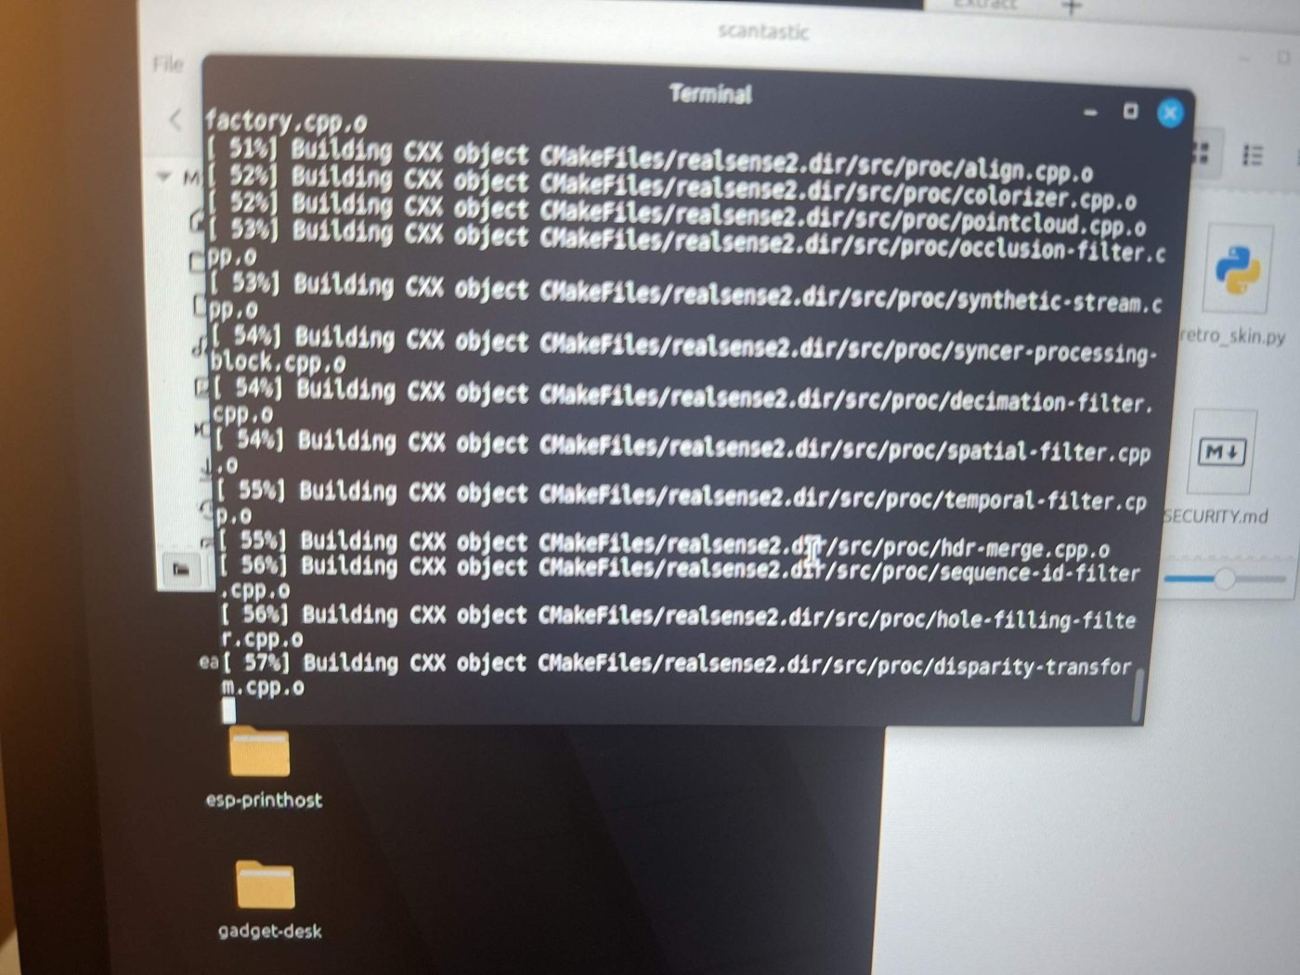 Extract +
scantastic
File
Terminal
factory.cpp.o
[ 51%] Building CXX object CMakeFiles/realsense2.dir/src/proc/align.cpp.o
[ 52%] Building CXX object CMakeFiles/realsense2.dir/src/proc/colorizer.cpp.o
[ 52%] Building CXX object CMakeFiles/realsense2.dir/src/proc/pointcloud.cpp.o
[ 53%] Building CXX object CMakeFiles/realsense2.dir/src/proc/occlusion-filter.c
pp.o
[ 53%] Building CXX object CMakeFiles/realsense2.dir/src/proc/synthetic-stream.c
pp.o
[ 54%] Building CXX object CMakeFiles/realsense2.dir/src/proc/syncer-processing-
block.cpp.o
[ 54%] Building CXX object CMakeFiles/realsense2.dir/src/proc/decimation-filter.
cpp.o
[ 54%] Building CXX object CMakeFiles/realsense2.dir/src/proc/spatial-filter.cpp
.o
[ 55%] Building CXX object CMakeFiles/realsense2.dir/src/proc/temporal-filter.cp
p.o
[ 55%] Building CXX object CMakeFiles/realsense2.dir/src/proc/hdr-merge.cpp.o
[ 56%] Building CXX object CMakeFiles/realsense2.dir/src/proc/sequence-id-filter
.cpp.o
[ 56%] Building CXX object CMakeFiles/realsense2.dir/src/proc/hole-filling-filte
r.cpp.o
[ 57%] Building CXX object CMakeFiles/realsense2.dir/src/proc/disparity-transfor
m.cpp.o
M
ea
retro_skin.py
M↓
SECURITY.md
esp-printhost
gadget-desk